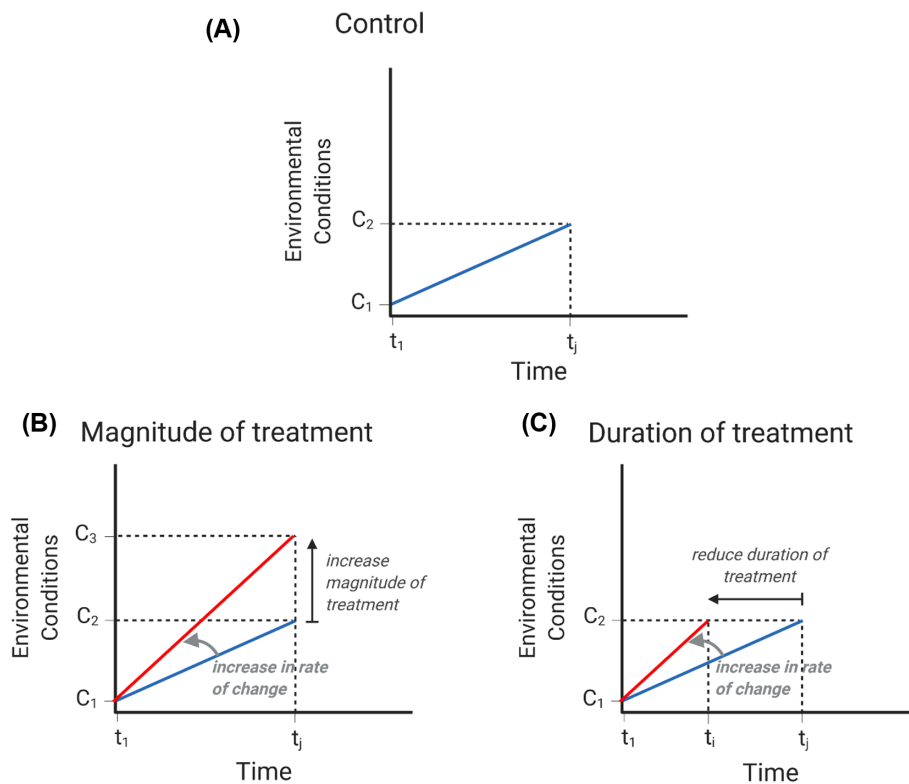 (A) Control
Environmental
Conditions
C₂
C₁
t₁ tⱼ
Time
(B) Magnitude of treatment
Environmental
Conditions
C₃
C₂
C₁
increase
magnitude of
treatment
increase in rate
of change
t₁ tⱼ
Time
(C) Duration of treatment
Environmental
Conditions
C₂
C₁
reduce duration of
treatment
increase in rate
of change
t₁ tᵢ tⱼ
Time